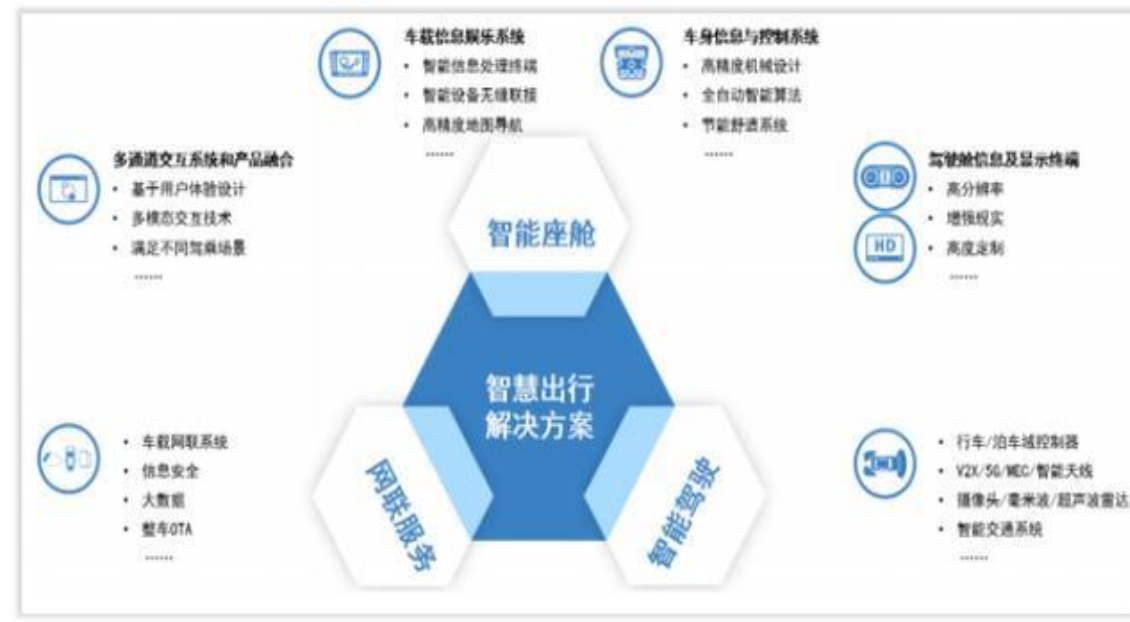 车载信息娱乐系统
• 智能信息处理终端
• 智能设备无缝联接
• 高精度地图导航
......
车身信息与控制系统
• 高精度机械设计
• 全自动智能算法
• 节能舒适系统
......
多通道交互系统和产品融合
• 基于用户体验设计
• 多模态交互技术
• 满足不同驾乘场景
......
驾驶舱信息及显示终端
• 高分辨率
• 增强现实
• 高度定制
......
HD
智能座舱
智慧出行
解决方案
网联服务
智能驾驶
• 车载网联系统
• 信息安全
• 大数据
• 整车OTA
......
• 行车/泊车域控制器
• V2X/5G/MEC/智能天线
• 摄像头/毫米波/超声波雷达
• 智能交通系统
......